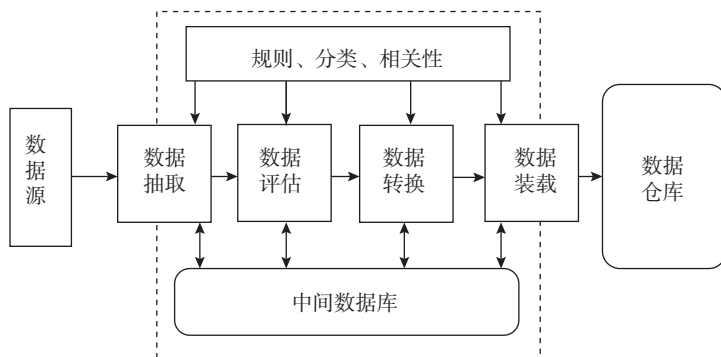 规则、分类、相关性
数
据
源
数据
抽取
数据
评估
数据
转换
数据
装载
数据
仓库
中间数据库